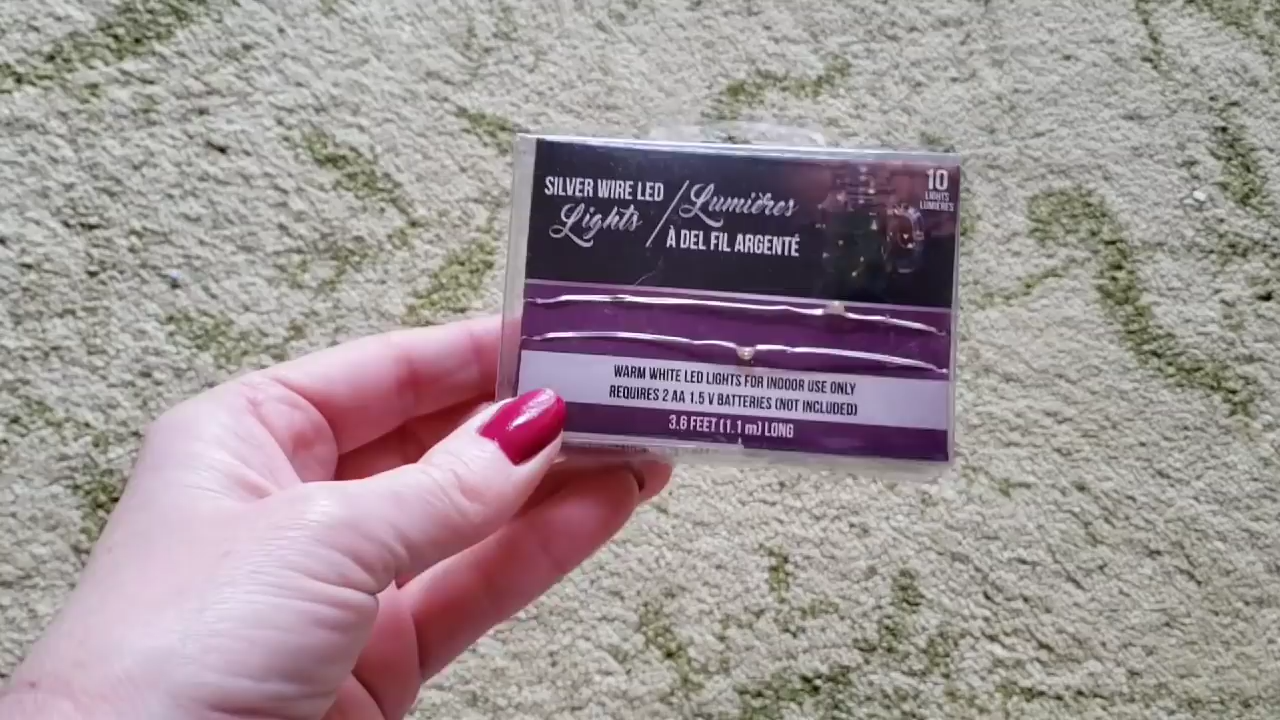 SILVER WIRE LED
Lights
/
Lumières
À DEL FIL ARGENTÉ
10
LIGHTS
LUMIÈRES
WARM WHITE LED LIGHTS FOR INDOOR USE ONLY
REQUIRES 2 AA 1.5 V BATTERIES (NOT INCLUDED)
3.6 FEET (1.1 m) LONG